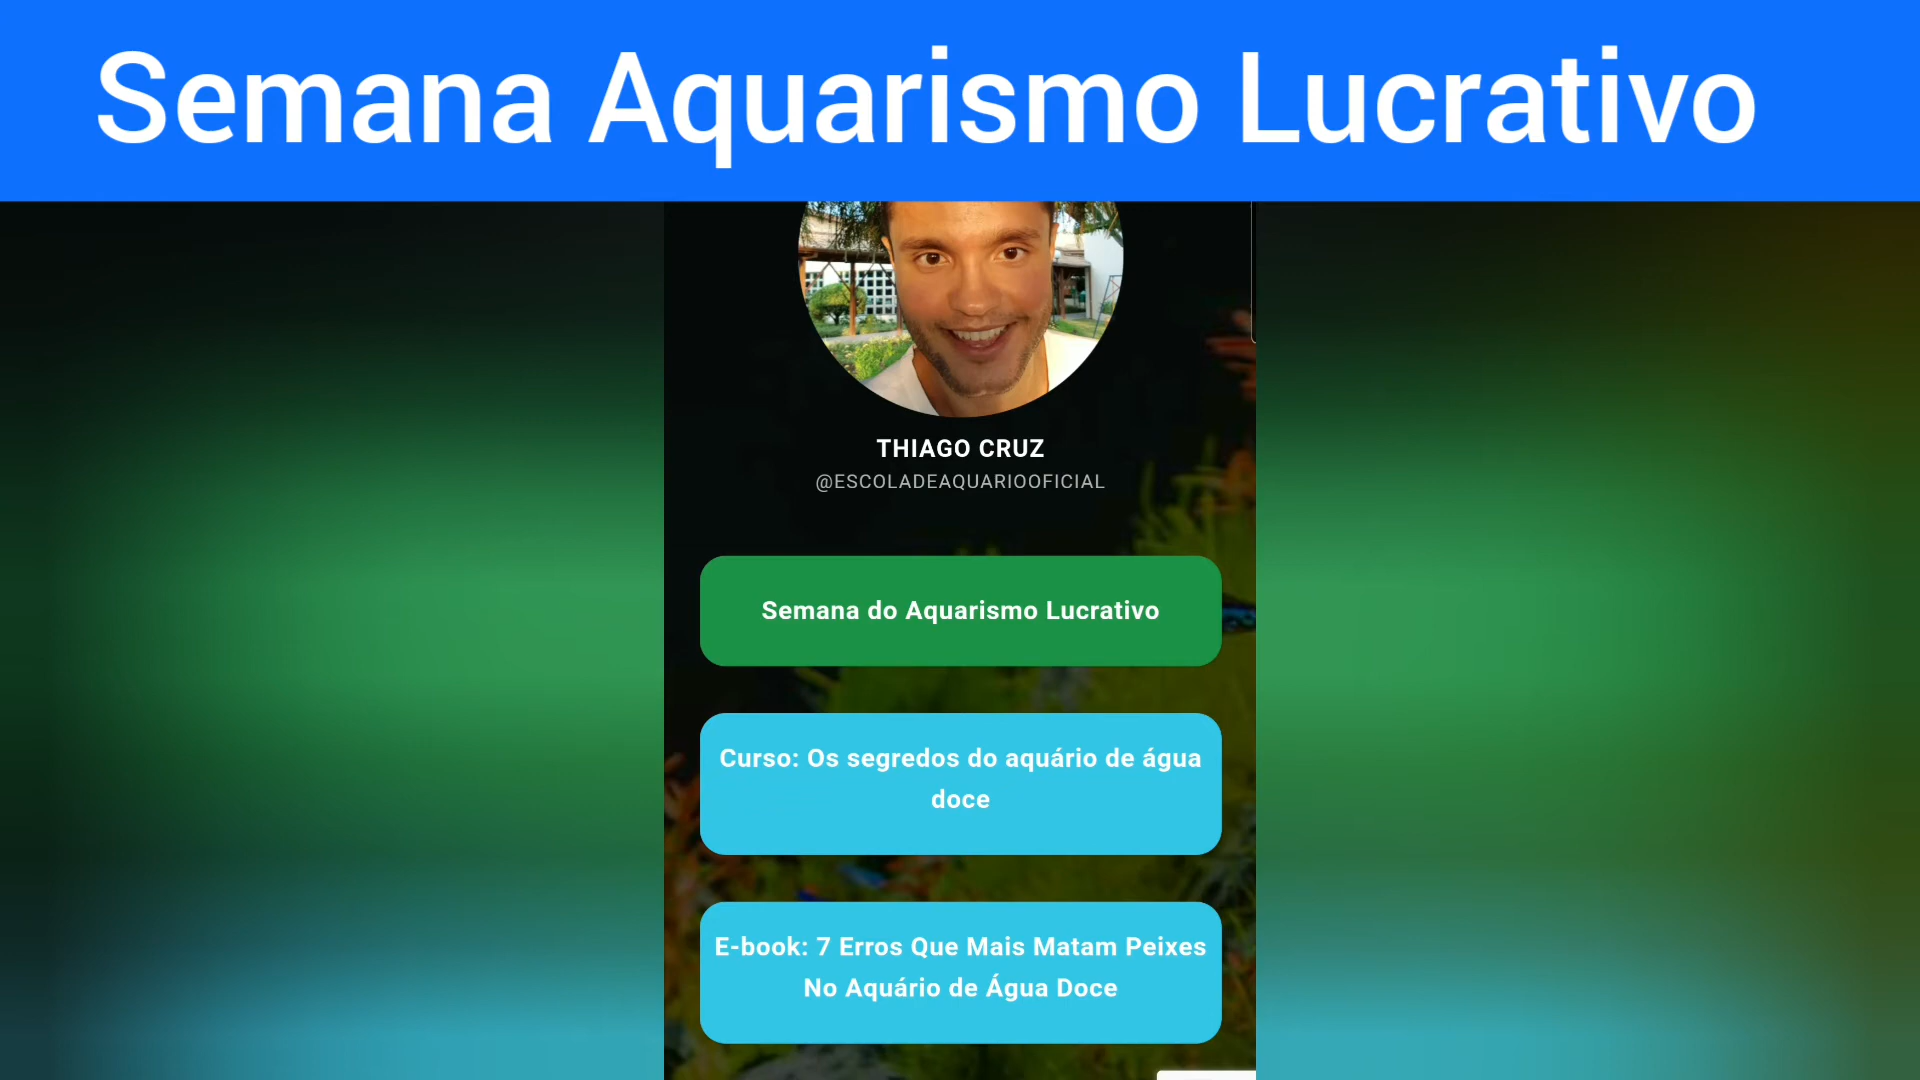 Semana Aquarismo Lucrativo
THIAGO CRUZ
@ESCOLADEAQUARIOOFICIAL
Semana do Aquarismo Lucrativo
Curso: Os segredos do aquário de água
doce
E-book: 7 Erros Que Mais Matam Peixes
No Aquário de Água Doce